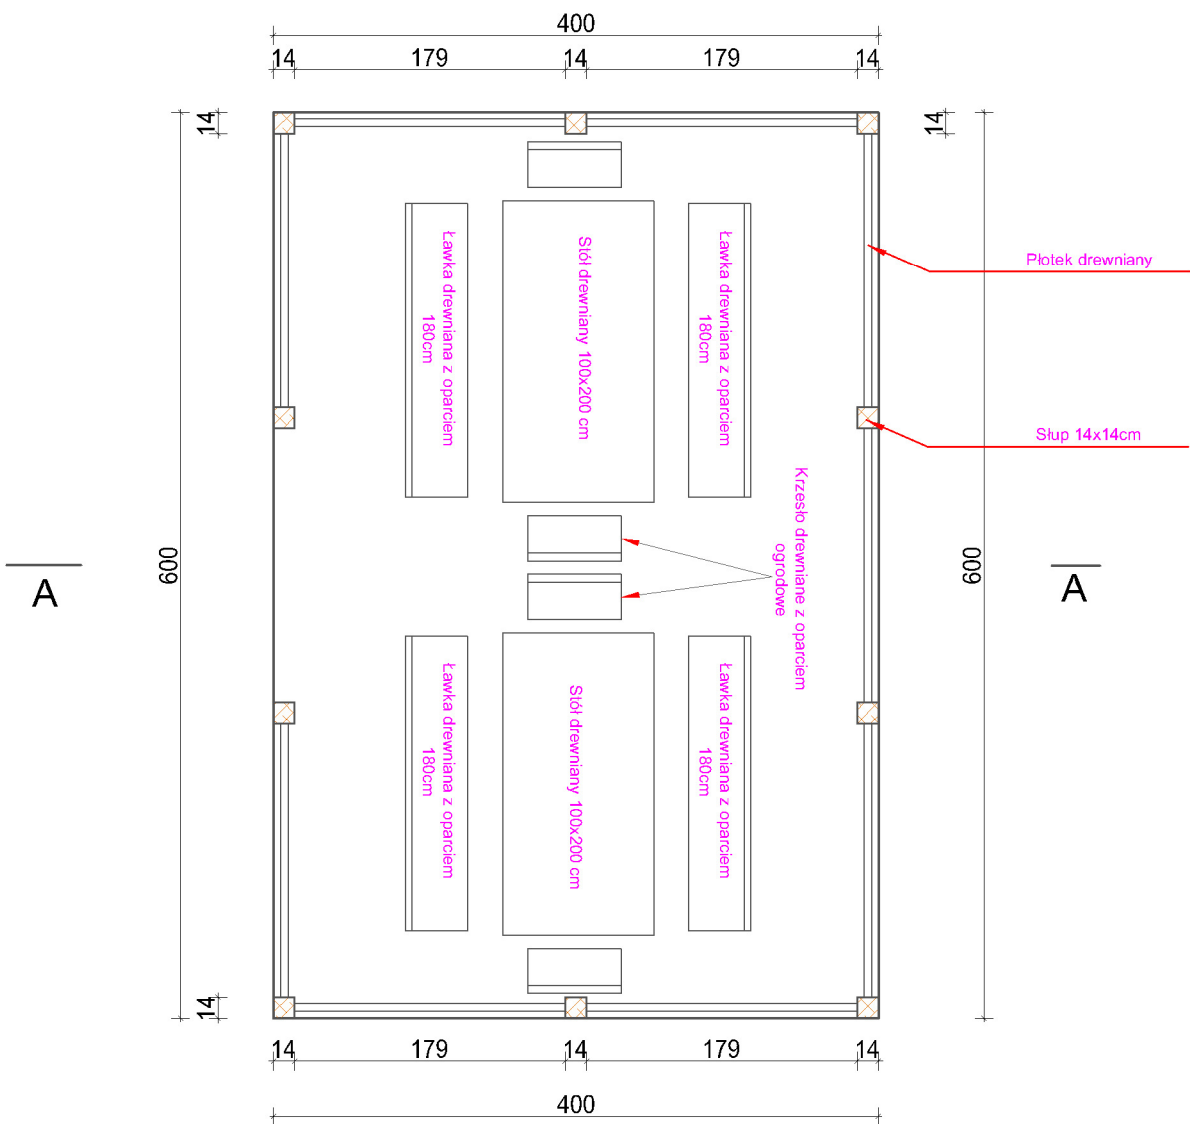 400
14 179 14 179 14
14
14
Ławka drewniana z oparciem
180cm
Stół drewniany 100x200 cm
Ławka drewniana z oparciem
180cm
Płotek drewniany
Słup 14x14cm
Krzesło drewniane z oparciem
ogrodowe
600
600
A
A
Ławka drewniana z oparciem
180cm
Stół drewniany 100x200 cm
Ławka drewniana z oparciem
180cm
14
14 179 14 179 14
400